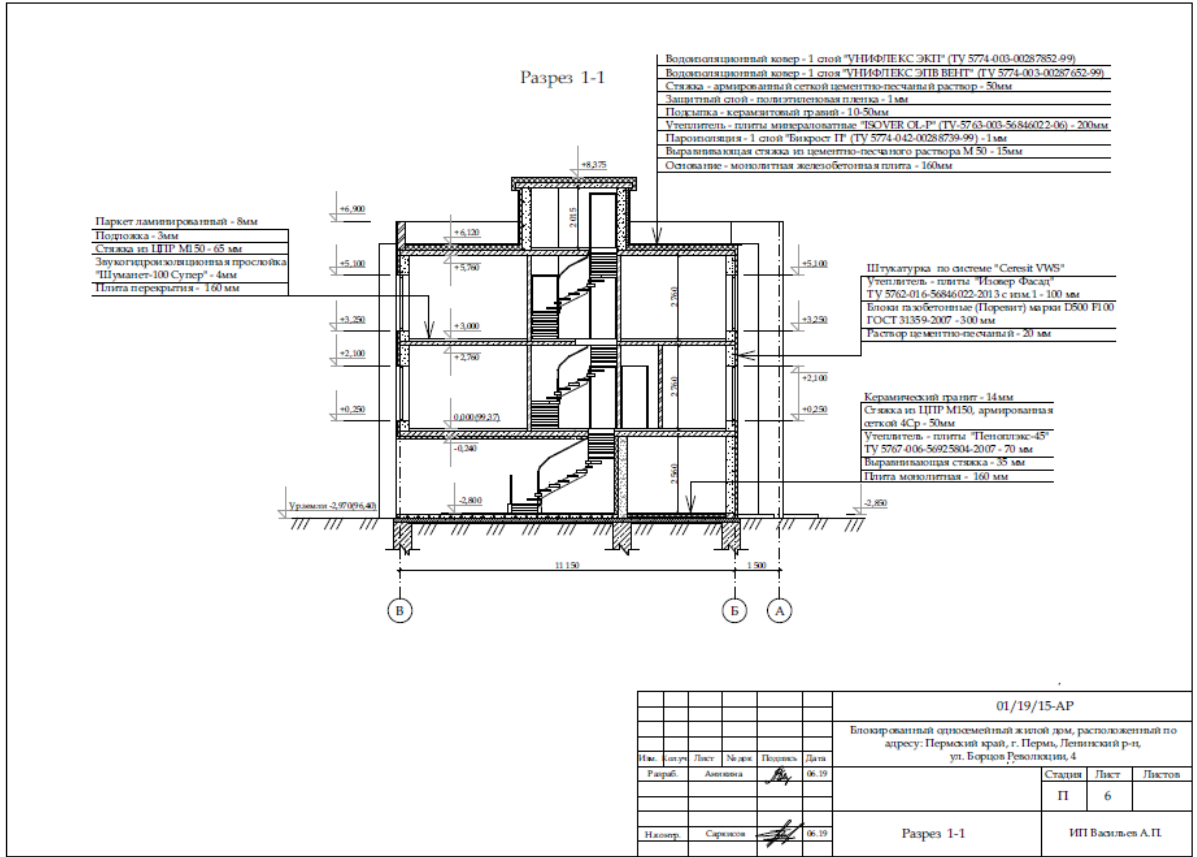 Разрез 1-1
Водоизоляционный ковер - 1 слой "УНИФЛЕКС ЭКП" (ТУ 5774-003-00287852-99)
Водоизоляционный ковер - 1 слоя "УНИФЛЕКС ЭПВ ВЕНТ" (ТУ 5774-003-00287652-99)
Стяжка - армированный сеткой цементно-песчаный раствор - 50мм
Защитный слой - полиэтиленовая пленка - 1мм
Подсыпка - керамзитовый гравий - 10-50мм
Утеплитель - плиты минераловатные "ISOVER OL-P" (ТУ-5763-003-56846022-06) - 200мм
Пароизоляция - 1 слой "Бикрост П" (ТУ 5774-042-00288739-99) - 1мм
Выравнивающая стяжка из цементно-песчаного раствора М 50 - 15мм
Основание - монолитная железобетонная плита - 160мм
Паркет ламинированный - 8мм
Подложка - 3мм
Стяжка из ЦПР М150 - 65 мм
Звукогидроизоляционная прослойка
"Шуманет-100 Супер" - 4мм
Плита перекрытия - 160 мм
Штукатурка по системе "Ceresit VWS"
Утеплитель - плиты "Изовер Фасад"
ТУ 5762-016-56846022-2013 с изм.1 - 100 мм
Блоки газобетонные (Поревит) марки D500 F100
ГОСТ 31359-2007 - 300 мм
Раствор цементно-песчаный - 20 мм
Керамический гранит - 14мм
Стяжка из ЦПР М150, армированная
сеткой 4Ср - 50мм
Утеплитель - плиты "Пеноплэкс-45"
ТУ 5767-006-56925804-2007 - 70 мм
Выравнивающая стяжка - 35 мм
Плита монолитная - 160 мм
+8,375
+6,900
+6,120
2 015
+5,100
+5,760
+5,100
2,760
+3,250
+3,000
+3,250
+2,100
+2,760
+2,100
2,760
+0,250
0,000(99,37)
+0,250
-0,240
2,560
Ур.земли -2,970(96,40)
-2,800
-2,850
11 150
1 500
В
Б
А
01/19/15-АР
Блокированный односемейный жилой дом, расположенный по
адресу: Пермский край, г. Пермь, Ленинский р-н,
ул. Борцов Революции, 4
Изм. Кол.уч Лист № док Подпись Дата
Разраб. Аникина 06.19
Стадия Лист Листов
П 6
Н.контр. Саркисов 06.19
Разрез 1-1
ИП Васильев А.П.